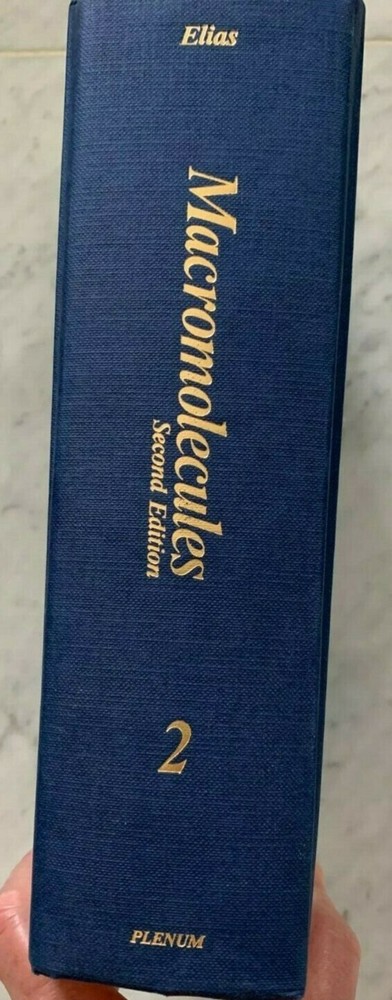 Elias
Macromolecules
Second Edition
2
PLENUM